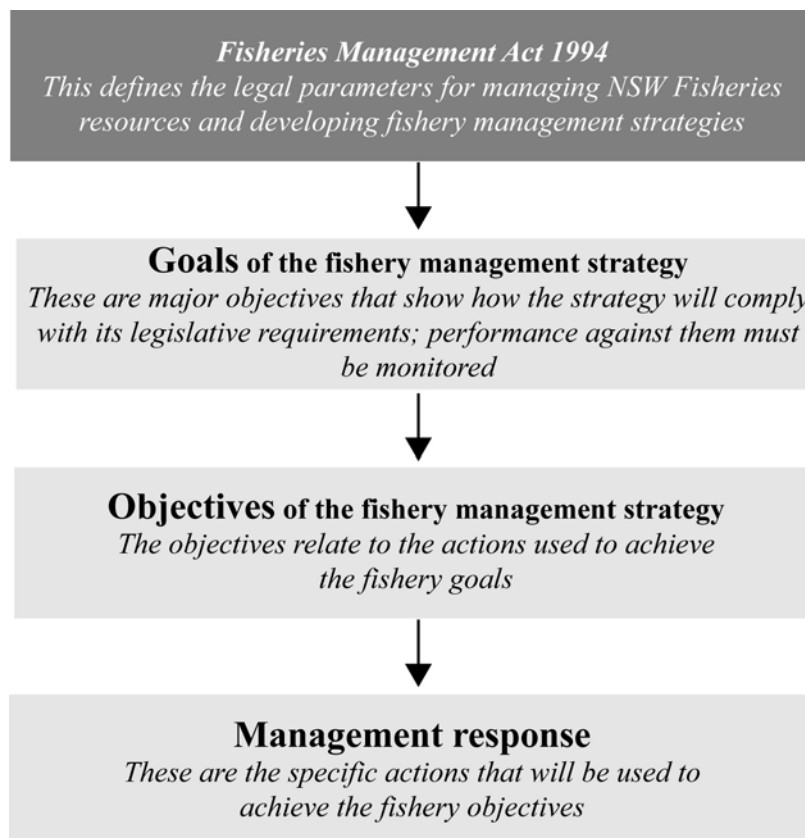 Fisheries Management Act 1994
This defines the legal parameters for managing NSW Fisheries
resources and developing fishery management strategies
Goals of the fishery management strategy
These are major objectives that show how the strategy will comply
with its legislative requirements; performance against them must
be monitored
Objectives of the fishery management strategy
The objectives relate to the actions used to achieve
the fishery goals
Management response
These are the specific actions that will be used to
achieve the fishery objectives